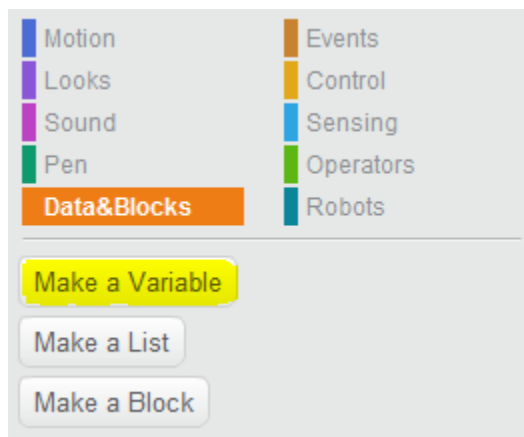 Motion
Events
Looks
Control
Sound
Sensing
Pen
Operators
Data&Blocks
Robots
Make a Variable
Make a List
Make a Block